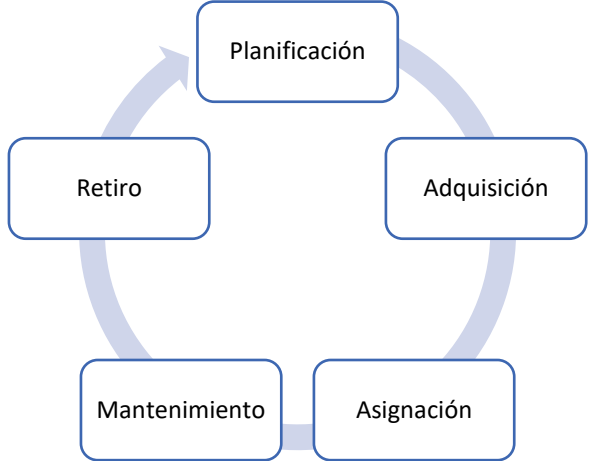 Planificación
Adquisición
Asignación
Mantenimiento
Retiro